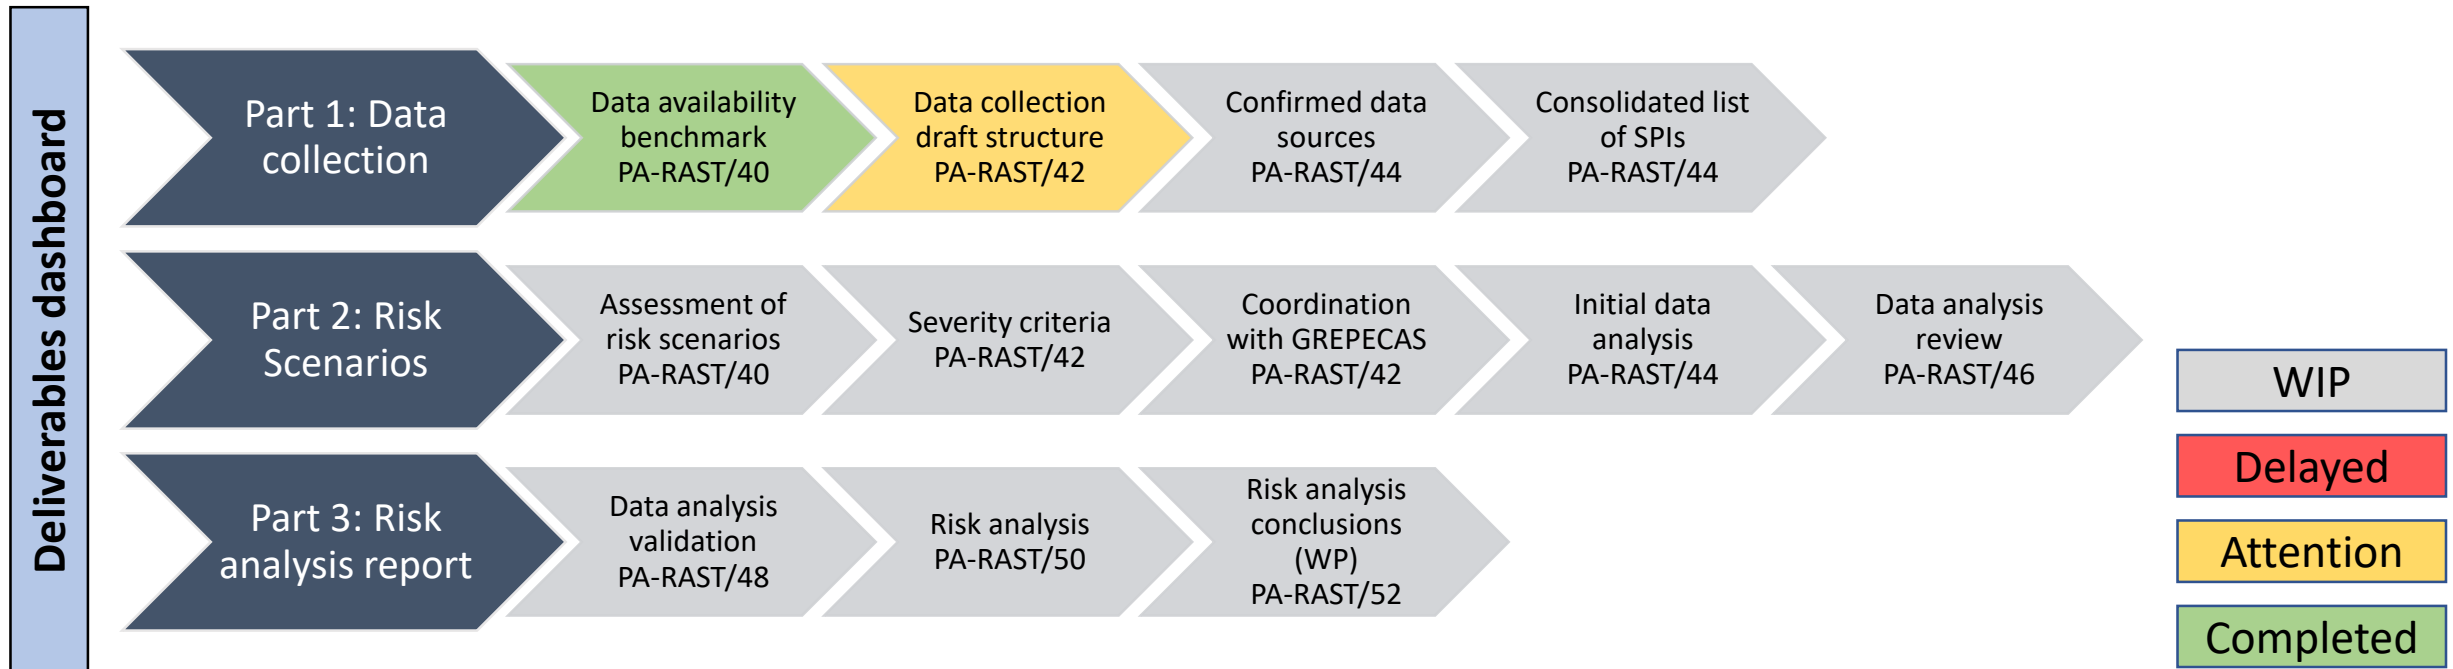 Deliverables dashboard
Part 1: Data
collection
Data availability
benchmark
PA-RAST/40
Data collection
draft structure
PA-RAST/42
Confirmed data
sources
PA-RAST/44
Consolidated list
of SPIs
PA-RAST/44
Part 2: Risk
Scenarios
Assessment of
risk scenarios
PA-RAST/40
Severity criteria
PA-RAST/42
Coordination
with GREPECAS
PA-RAST/42
Initial data
analysis
PA-RAST/44
Data analysis
review
PA-RAST/46
Part 3: Risk
analysis report
Data analysis
validation
PA-RAST/48
Risk analysis
PA-RAST/50
Risk analysis
conclusions
(WP)
PA-RAST/52
WIP
Delayed
Attention
Completed